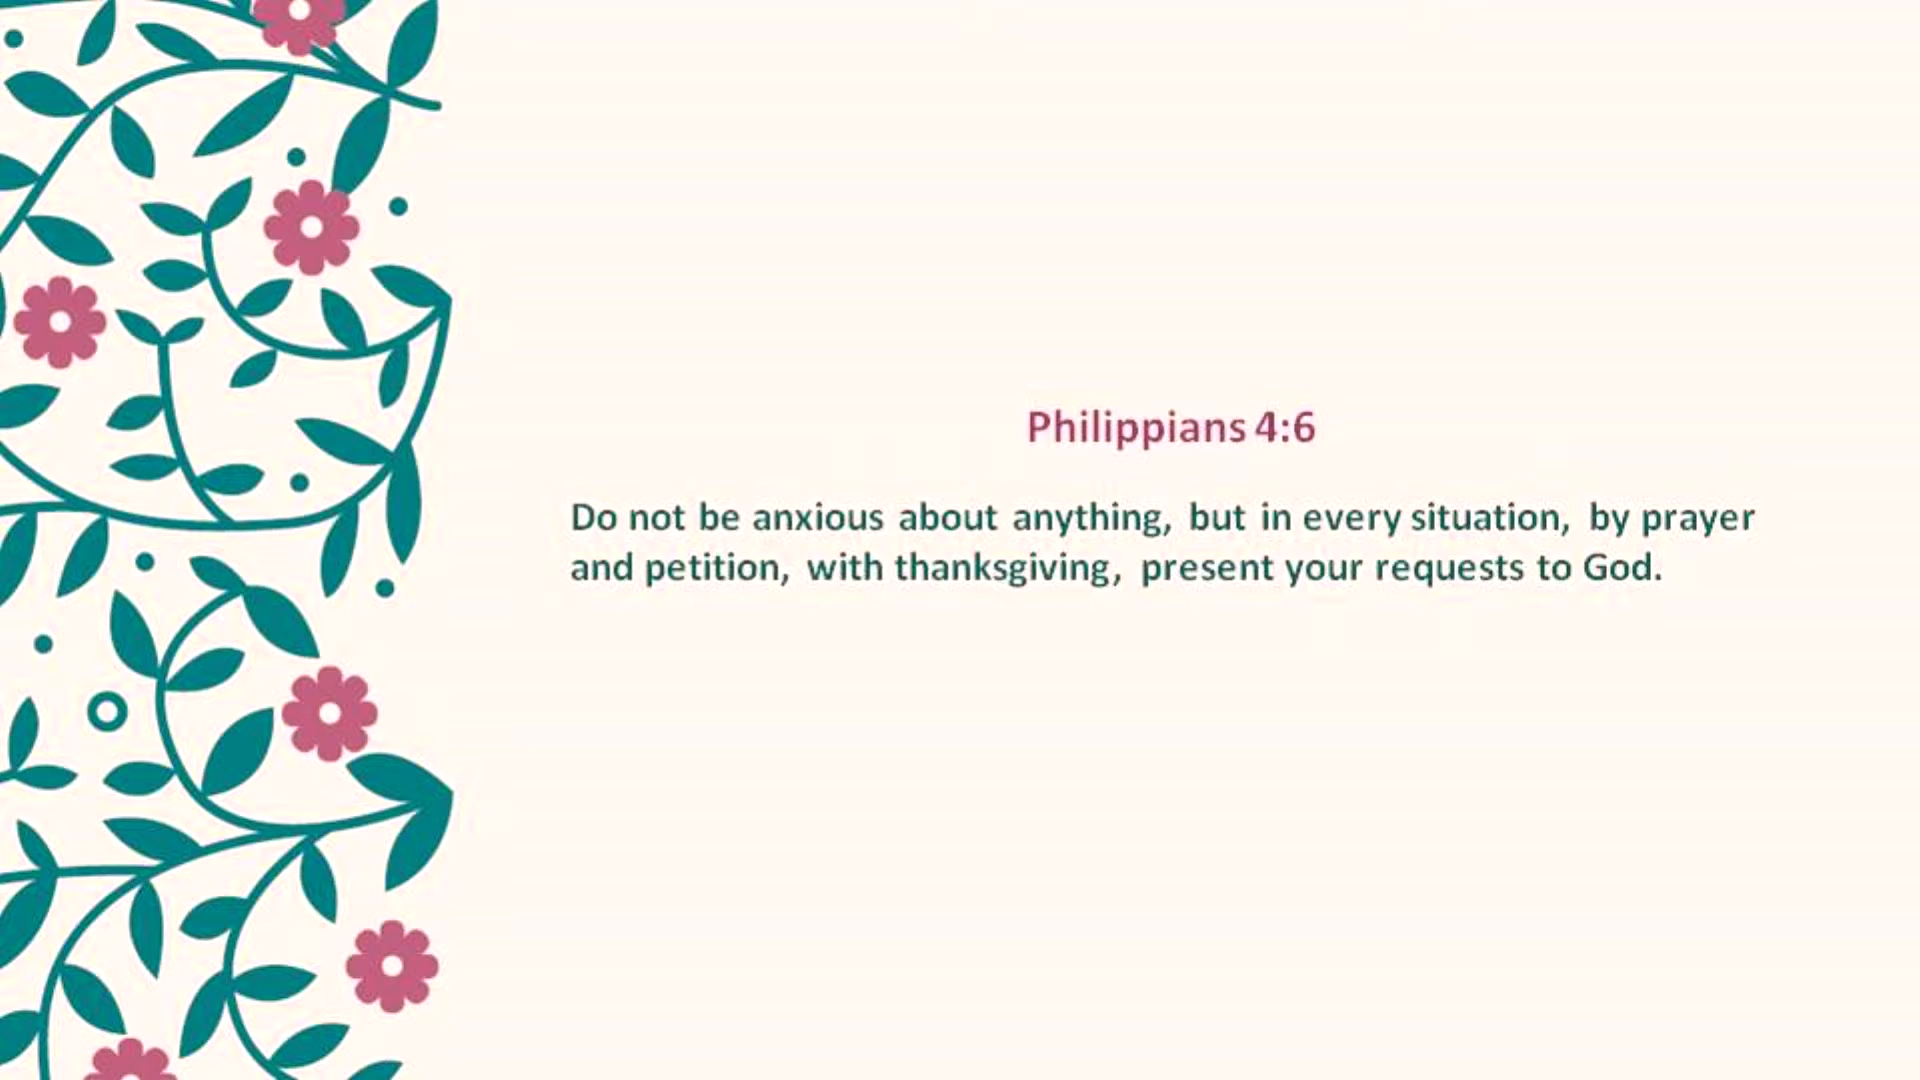 Philippians 4:6
Do not be anxious about anything, but in every situation, by prayer
and petition, with thanksgiving, present your requests to God.